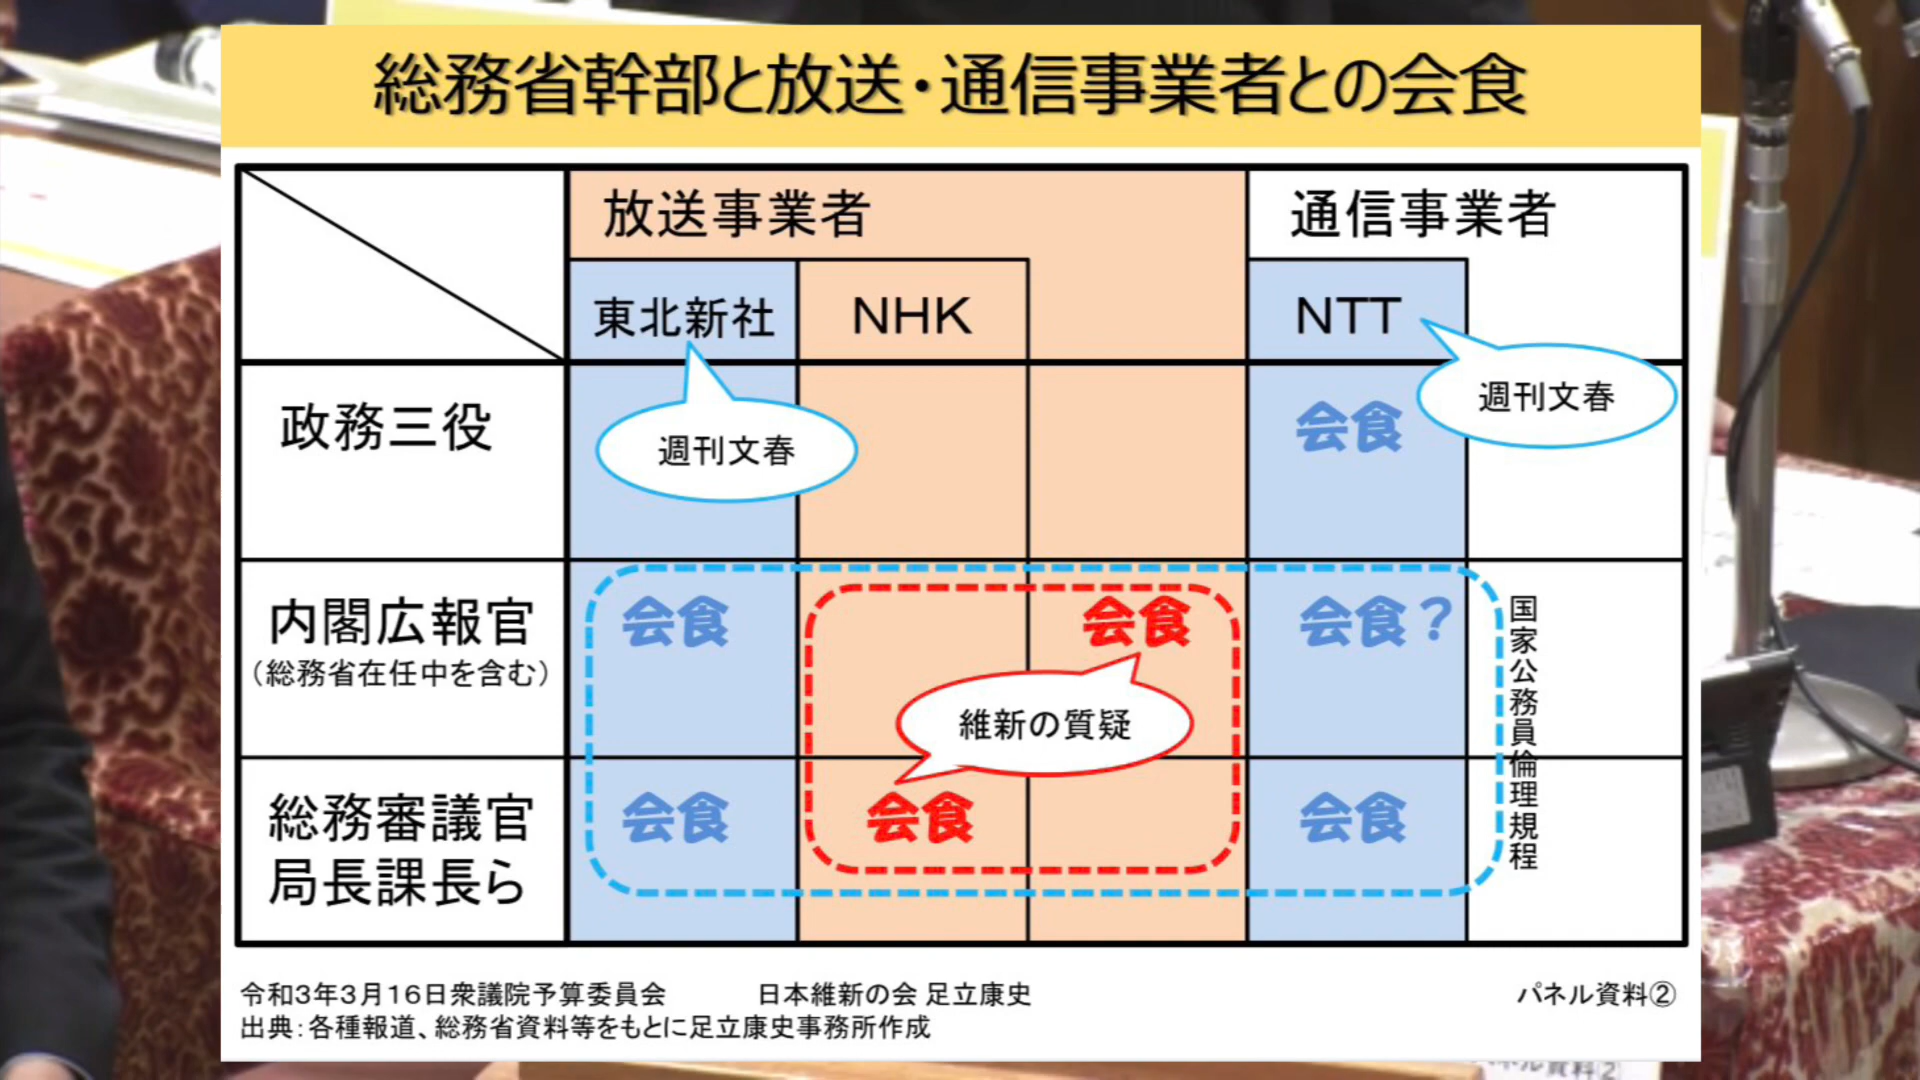 総務省幹部と放送・通信事業者との会食
放送事業者
通信事業者
東北新社
NHK
NTT
週刊文春
政務三役
週刊文春
会食
内閣広報官
（総務省在任中を含む）
会食
会食
会食？
国家公務員倫理規程
維新の質疑
総務審議官
局長課長ら
会食
会食
会食
令和3年3月16日衆議院予算委員会
日本維新の会 足立康史
パネル資料②
出典：各種報道、総務省資料等をもとに足立康史事務所作成
パネル資料②